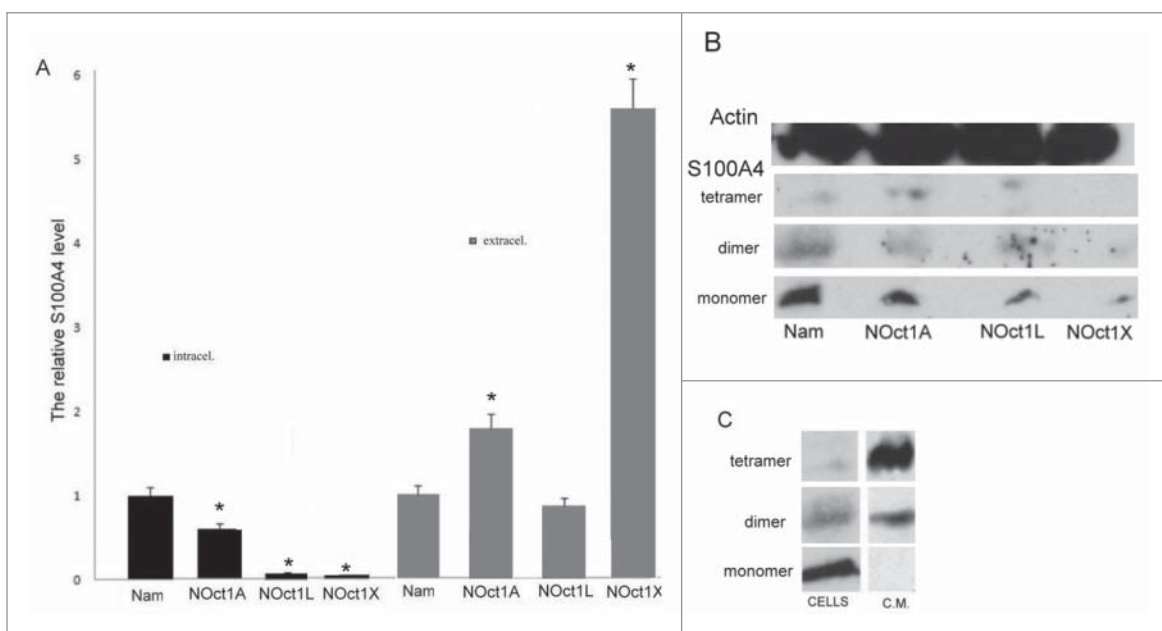 A
The relative S100A4 level
6
5
4
3
2
1
0
*
*
*
*
*
intracel.
extracel.
Nam NOct1A NOct1L NOct1X Nam NOct1A NOct1L NOct1X
B
Actin
S100A4
tetramer
dimer
monomer
Nam NOct1A NOct1L NOct1X
C
tetramer
dimer
monomer
CELLS C.M.